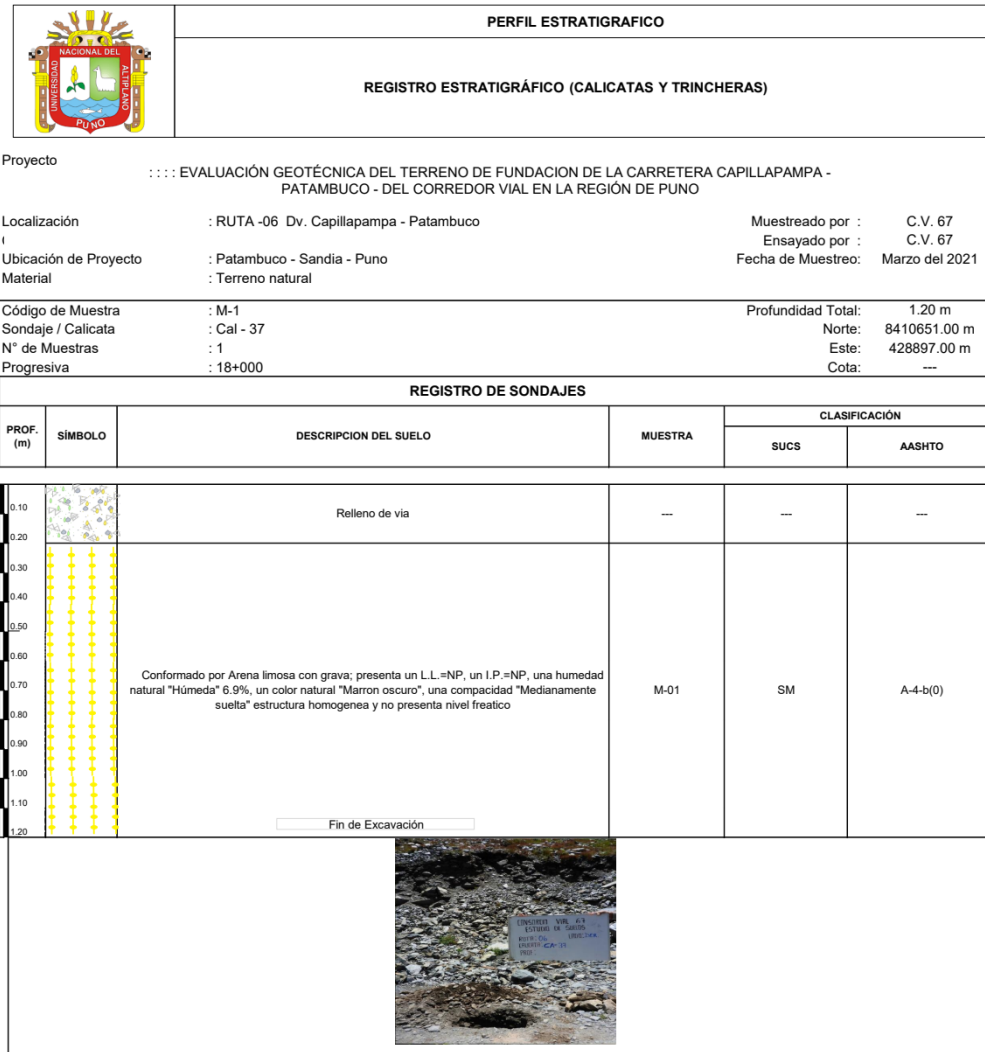 PERFIL ESTRATIGRAFICO
REGISTRO ESTRATIGRÁFICO (CALICATAS Y TRINCHERAS)
UNIVERSIDAD NACIONAL DEL ALTIPLANO
PUNO
Proyecto
: : : : EVALUACIÓN GEOTÉCNICA DEL TERRENO DE FUNDACION DE LA CARRETERA CAPILLAPAMPA -
PATAMBUCO - DEL CORREDOR VIAL EN LA REGIÓN DE PUNO
Localización : RUTA -06 Dv. Capillapampa - Patambuco Muestreado por : C.V. 67
Ensayado por : C.V. 67
Ubicación de Proyecto : Patambuco - Sandia - Puno Fecha de Muestreo: Marzo del 2021
Material : Terreno natural
Código de Muestra : M-1 Profundidad Total: 1.20 m
Sondaje / Calicata : Cal - 37 Norte: 8410651.00 m
N° de Muestras : 1 Este: 428897.00 m
Progresiva : 18+000 Cota: ---
REGISTRO DE SONDAJES
PROF. (m) SÍMBOLO DESCRIPCION DEL SUELO MUESTRA CLASIFICACIÓN
SUCS AASHTO
0.10 Relleno de via --- --- ---
0.20
0.30
0.40
0.50
0.60
Conformado por Arena limosa con grava; presenta un L.L.=NP, un I.P.=NP, una humedad
0.70 natural "Húmeda" 6.9%, un color natural "Marron oscuro", una compacidad "Medianamente M-01 SM A-4-b(0)
suelta" estructura homogenea y no presenta nivel freatico
0.80
0.90
1.00
1.10
Fin de Excavación
1.20
CONSORCIO VIAL 67
ESTUDIO DE SUELOS